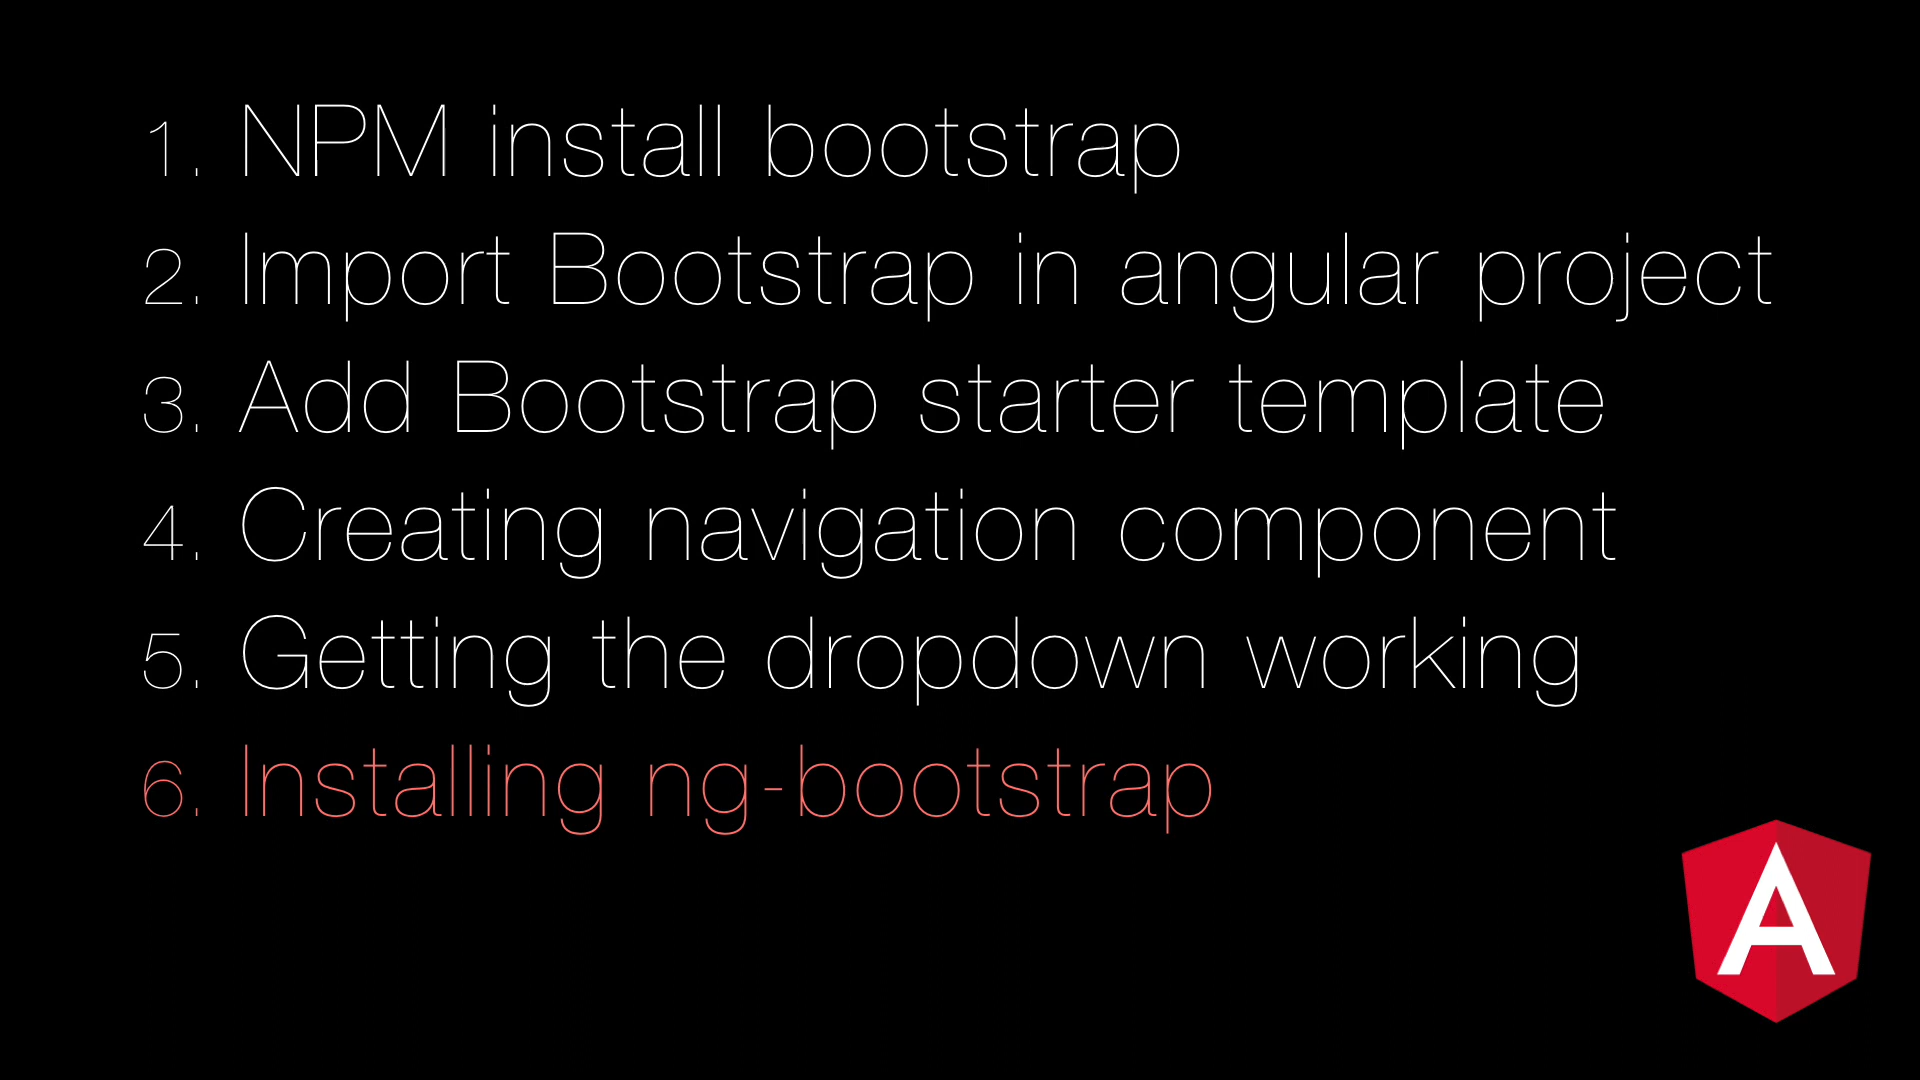 1. NPM install bootstrap
2. Import Bootstrap in angular project
3. Add Bootstrap starter template
4. Creating navigation component
5. Getting the dropdown working
6. Installing ng-bootstrap
A